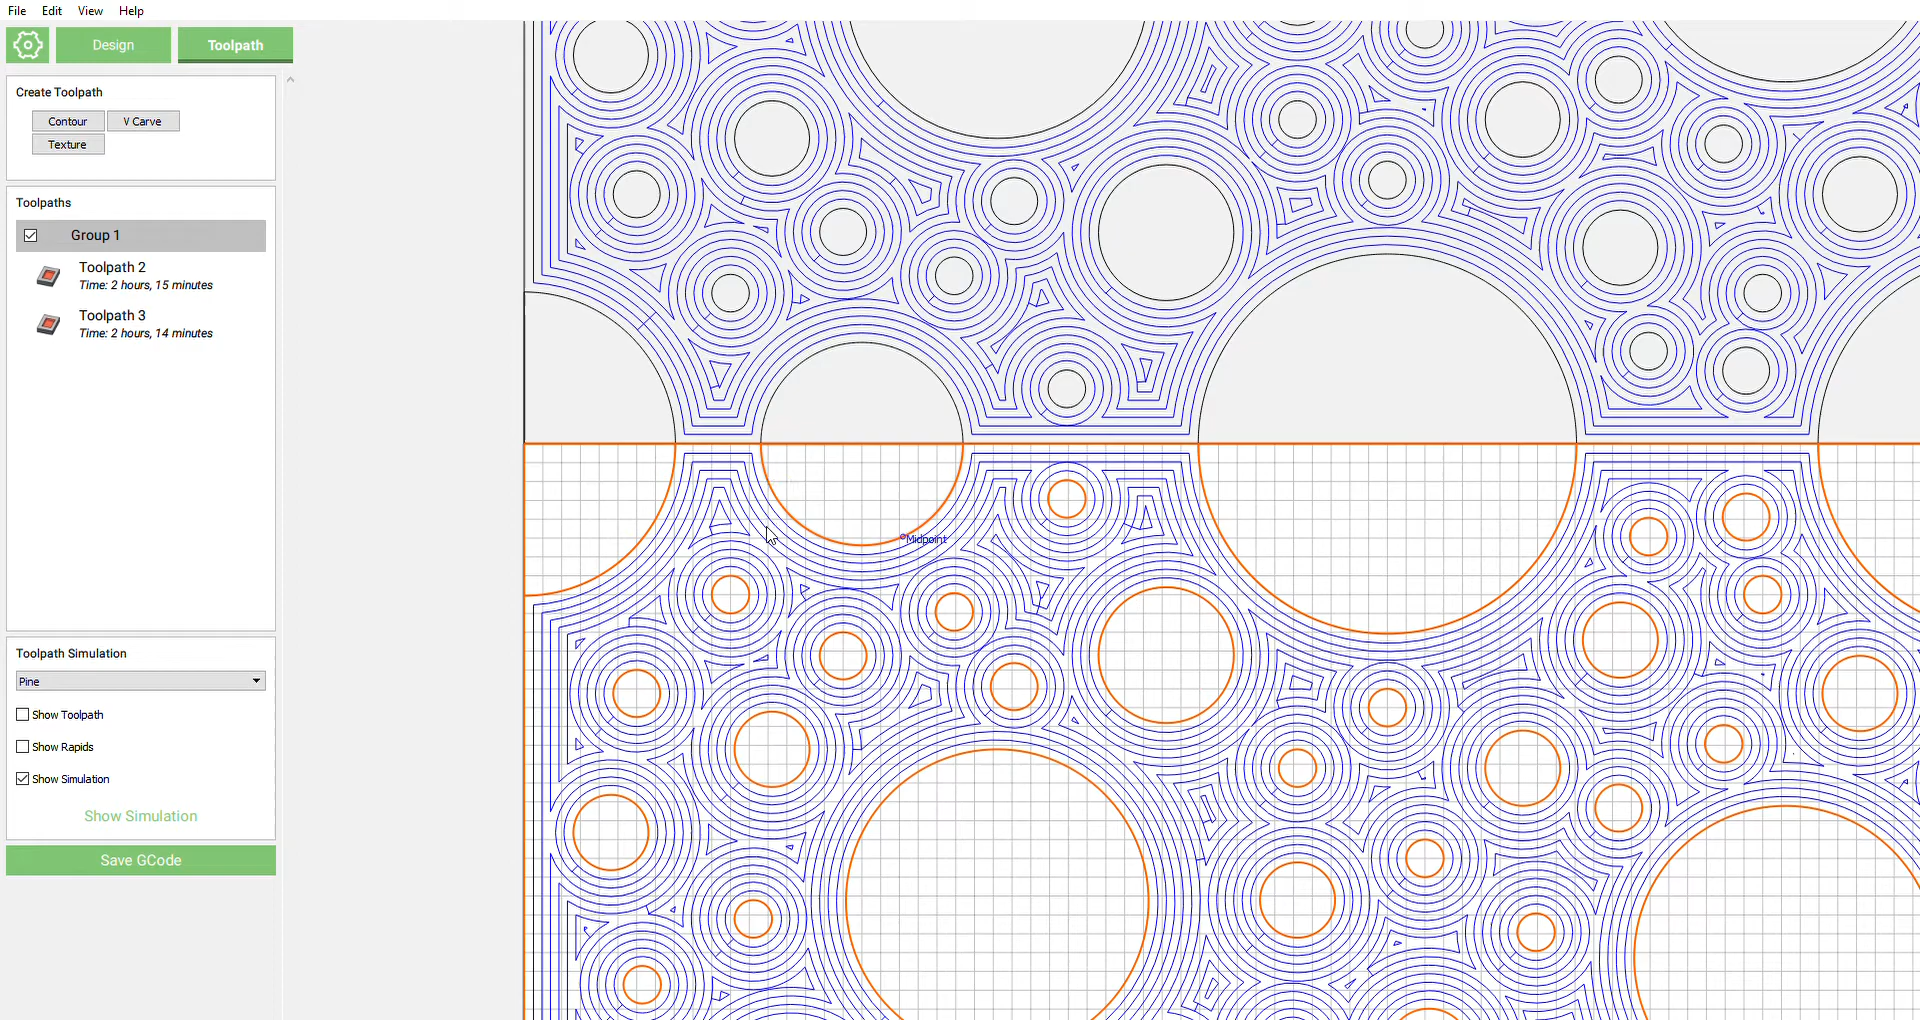 File Edit View Help
Design Toolpath
Create Toolpath
Contour V Carve
Texture
Toolpaths
Group 1
Toolpath 2
Time: 2 hours, 15 minutes
Toolpath 3
Time: 2 hours, 14 minutes
Midpoint
Toolpath Simulation
Pine
Show Toolpath
Show Rapids
Show Simulation
Show Simulation
Save GCode